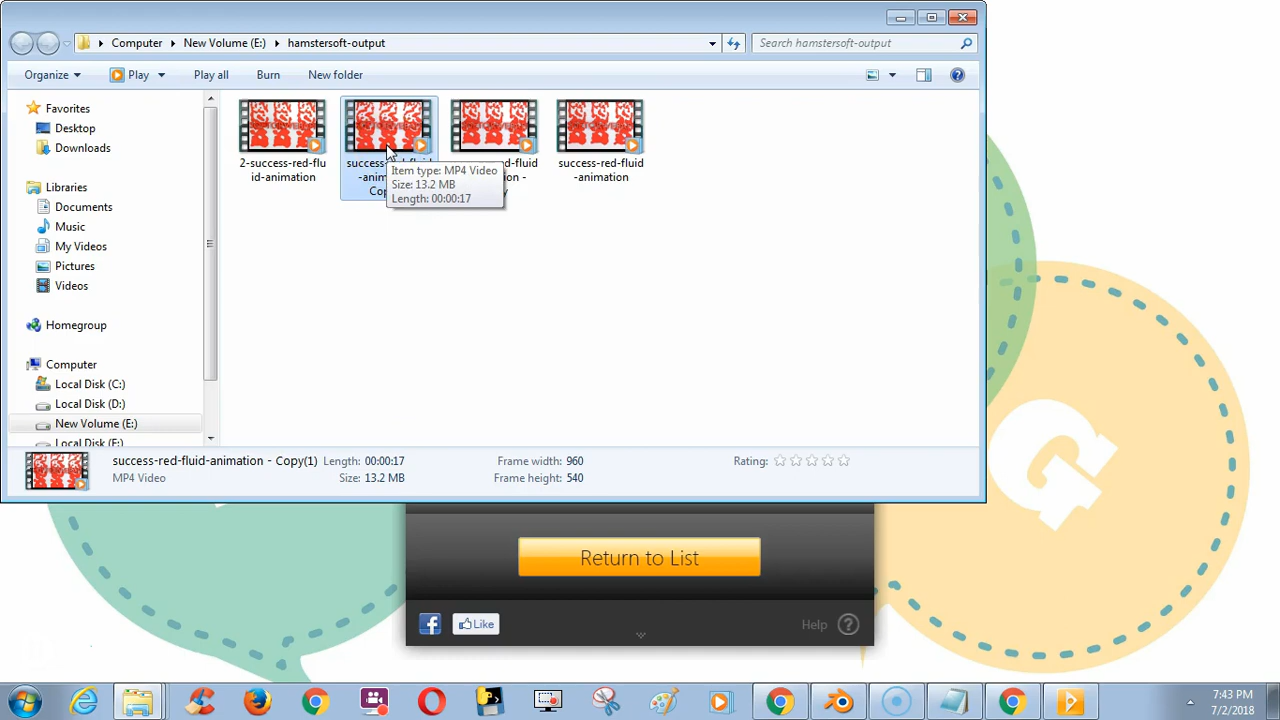 Computer New Volume (E:) hamstersoft-output
Search hamstersoft-output
Organize Play Play all Burn New folder
Favorites
Desktop
Downloads
Libraries
Documents
Music
My Videos
Pictures
Videos
Homegroup
Computer
Local Disk (C:)
Local Disk (D:)
New Volume (E:)
Local Disk (F:)
2-success-red-flu
id-animation
success-red-fluid
-animation
Item type: MP4 Video
Size: 13.2 MB
Length: 00:00:17
success-red-fluid-animation - Copy(1)
MP4 Video
Length: 00:00:17
Size: 13.2 MB
Frame width: 960
Frame height: 540
Rating:
G
Return to List
Like
Help ?
7:43 PM
7/2/2018